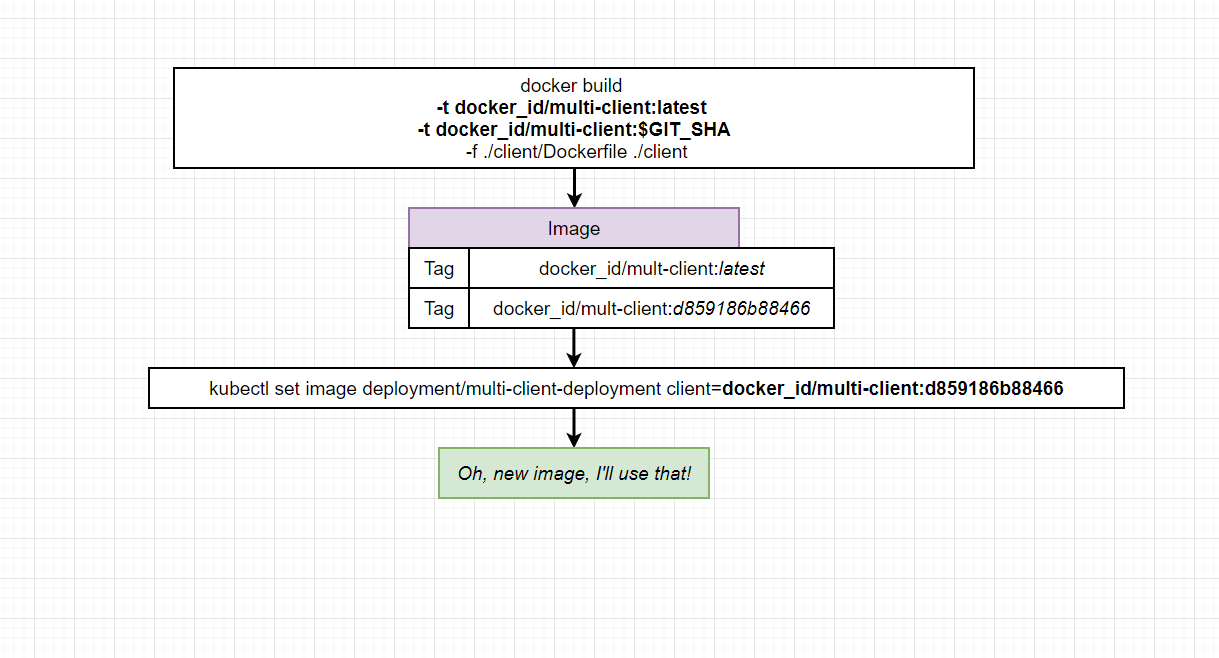 docker build
-t docker_id/multi-client:latest
-t docker_id/multi-client:$GIT_SHA
-f ./client/Dockerfile ./client
Image
Tag docker_id/mult-client:latest
Tag docker_id/mult-client:d859186b88466
kubectl set image deployment/multi-client-deployment client=docker_id/multi-client:d859186b88466
Oh, new image, I'll use that!